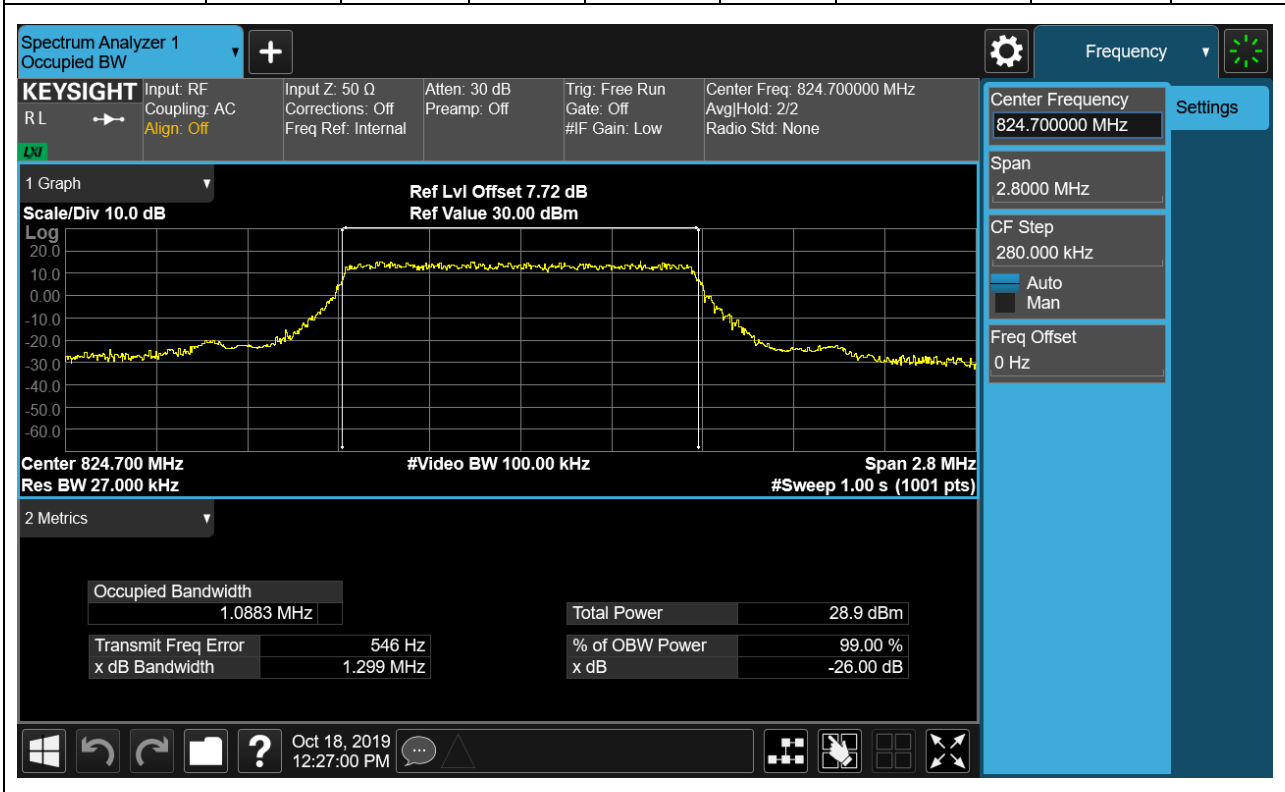 Spectrum Analyzer 1
Occupied BW
+
Frequency
KEYSIGHT
R L
LXI
Input: RF
Coupling: AC
Align: Off
Input Z: 50 Ω
Corrections: Off
Freq Ref: Internal
Atten: 30 dB
Preamp: Off
Trig: Free Run
Gate: Off
#IF Gain: Low
Center Freq: 824.700000 MHz
Avg|Hold: 2/2
Radio Std: None
Center Frequency
824.700000 MHz
Settings
Span
2.8000 MHz
CF Step
280.000 kHz
Auto
Man
Freq Offset
0 Hz
1 Graph
Scale/Div 10.0 dB
Ref Lvl Offset 7.72 dB
Ref Value 30.00 dBm
Log
20.0
10.0
0.00
-10.0
-20.0
-30.0
-40.0
-50.0
-60.0
Center 824.700 MHz
#Video BW 100.00 kHz
Span 2.8 MHz
Res BW 27.000 kHz
#Sweep 1.00 s (1001 pts)
2 Metrics
Occupied Bandwidth
1.0883 MHz
Total Power 28.9 dBm
Transmit Freq Error 546 Hz
% of OBW Power 99.00 %
x dB Bandwidth 1.299 MHz
x dB -26.00 dB
?
Oct 18, 2019
12:27:00 PM